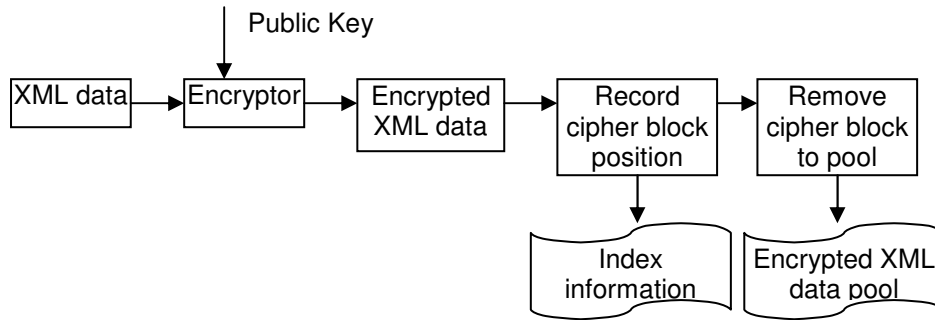 Public Key
XML data
Encryptor
Encrypted
XML data
Record
cipher block
position
Remove
cipher block
to pool
Index
information
Encrypted XML
data pool